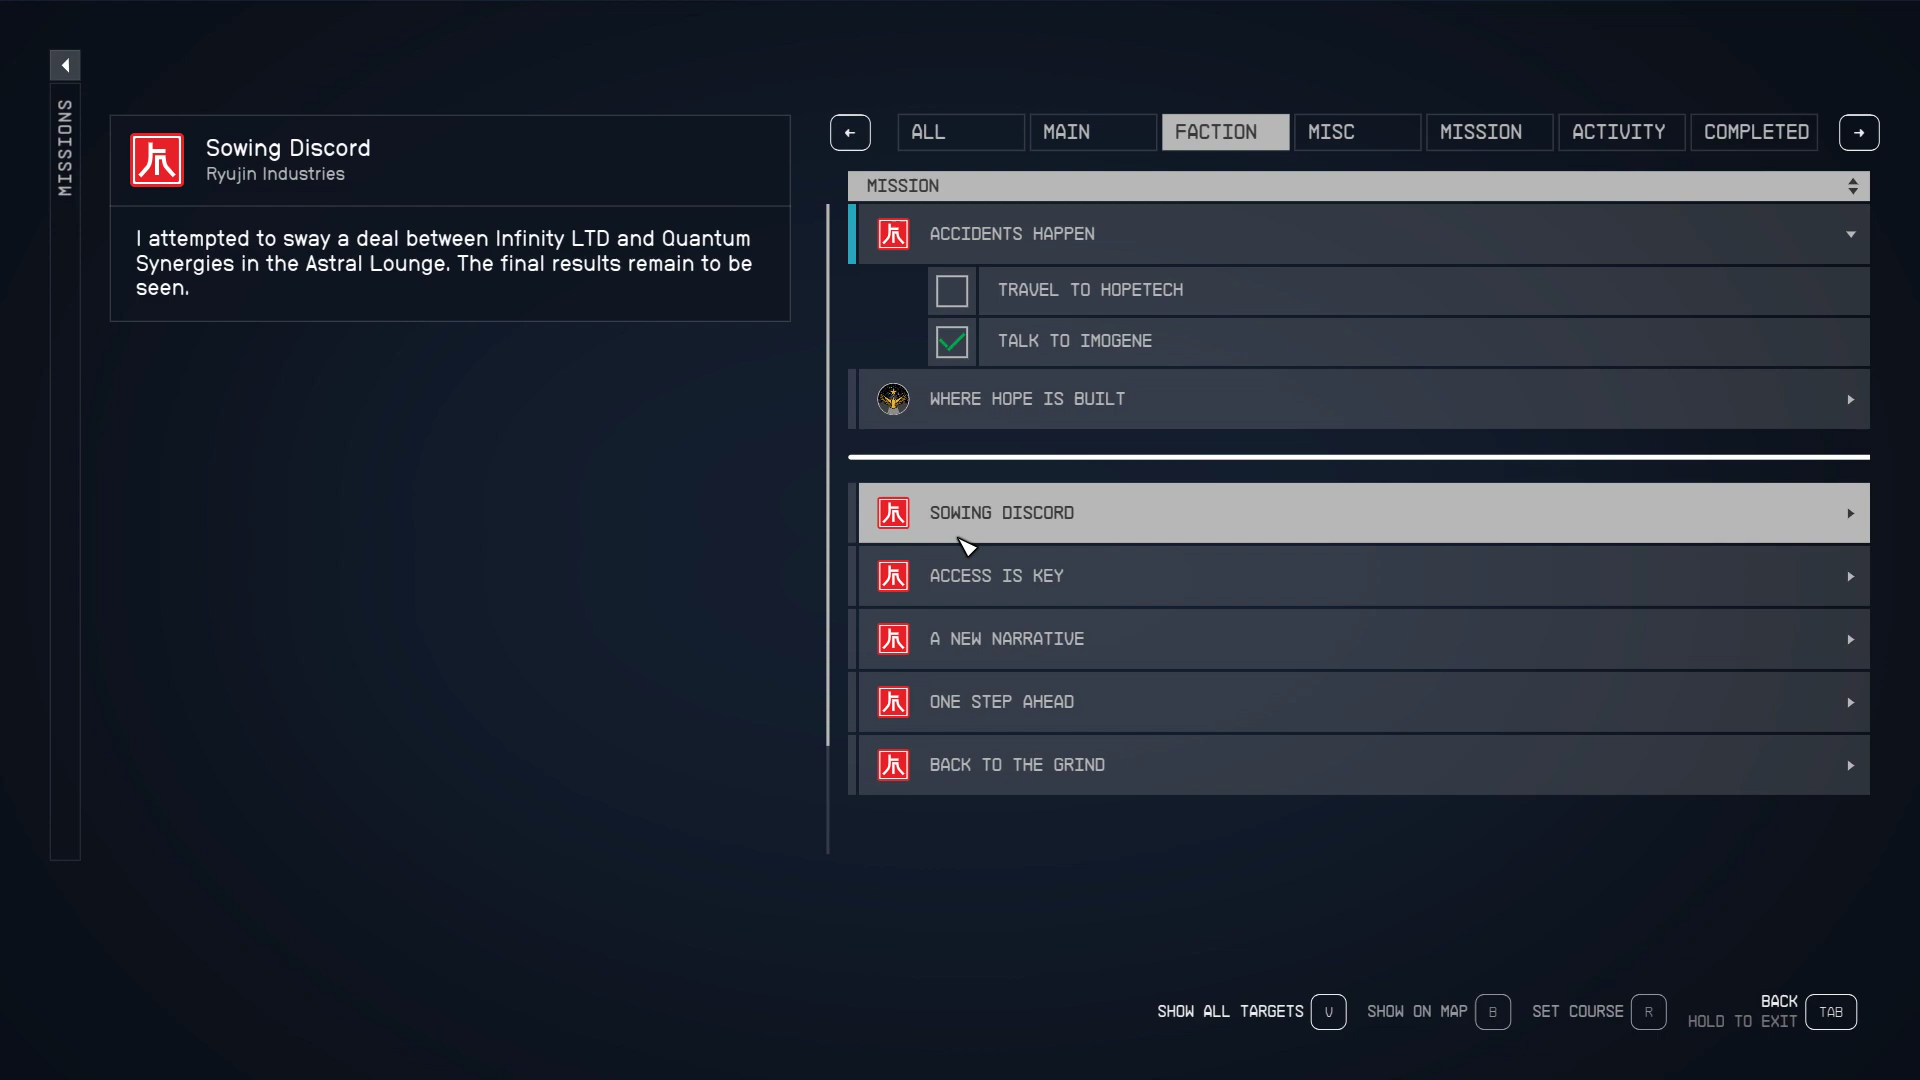 MISSIONS
Sowing Discord
Ryujin Industries
I attempted to sway a deal between Infinity LTD and Quantum
Synergies in the Astral Lounge. The final results remain to be
seen.
ALL
MAIN
FACTION
MISC
MISSION
ACTIVITY
COMPLETED
MISSION
ACCIDENTS HAPPEN
TRAVEL TO HOPETECH
TALK TO IMOGENE
WHERE HOPE IS BUILT
SOWING DISCORD
ACCESS IS KEY
A NEW NARRATIVE
ONE STEP AHEAD
BACK TO THE GRIND
SHOW ALL TARGETS V
SHOW ON MAP B
SET COURSE R
BACK
HOLD TO EXIT
TAB